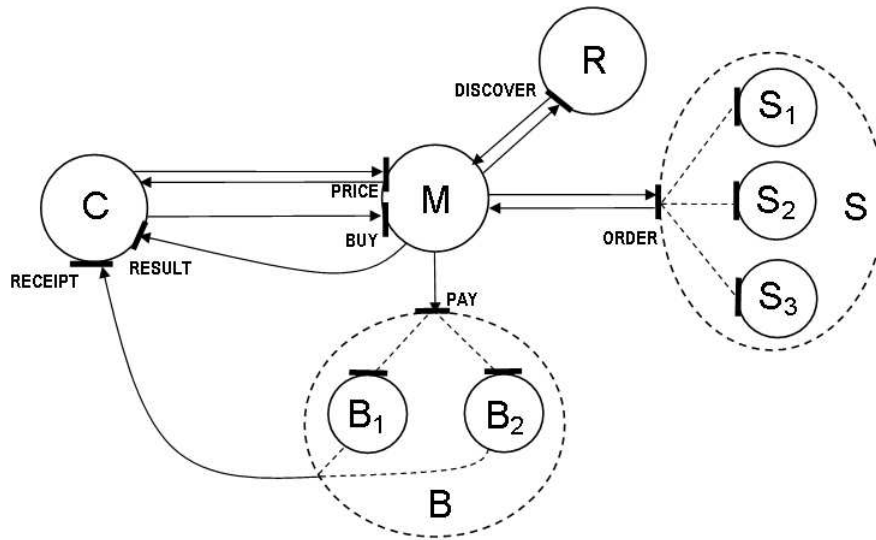 R
DISCOVER
S1
C
PRICE
M
S2
S
BUY
ORDER
RESULT
RECEIPT
S3
PAY
B1
B2
B